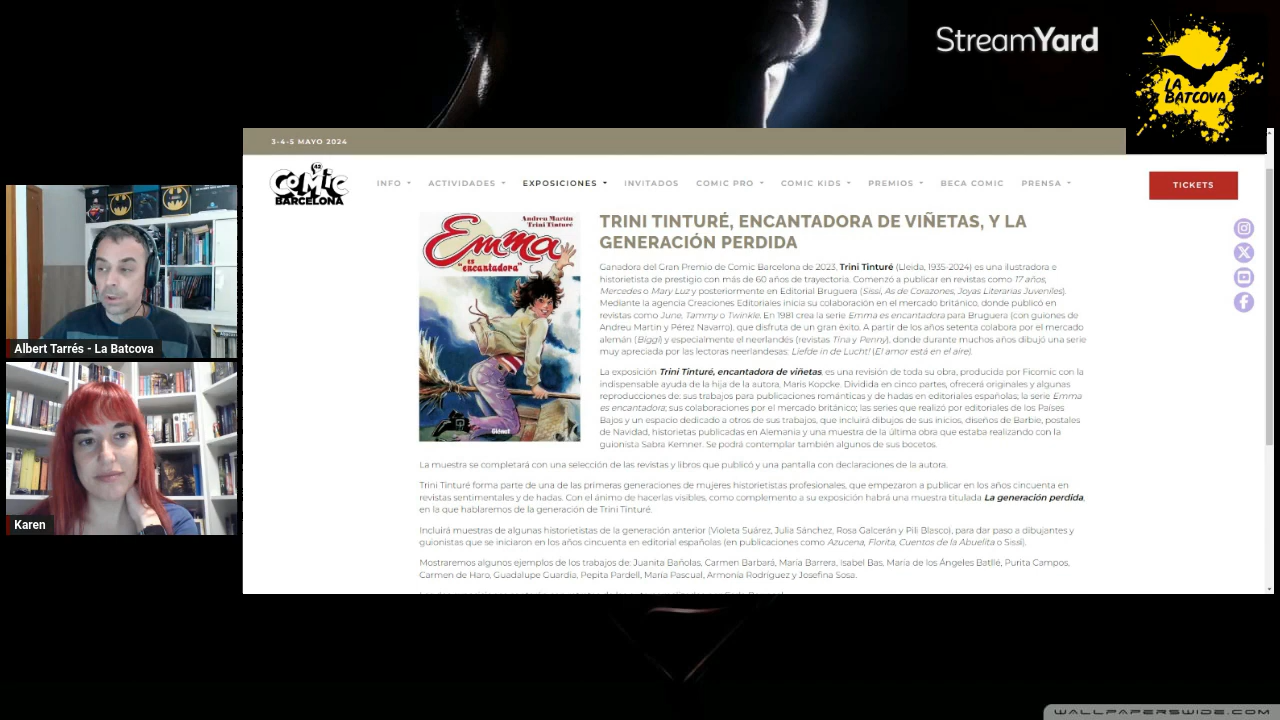 StreamYard
LA
BATCOVA
3-4-5 MAYO 2024
42
COMIC
BARCELONA
INFO
ACTIVIDADES
EXPOSICIONES
INVITADOS
COMIC PRO
COMIC KIDS
PREMIOS
BECA COMIC
PRENSA
TICKETS
Andreu Martín
Trini Tinturé
Emma
es encantadora
Glénat
TRINI TINTURÉ, ENCANTADORA DE VIÑETAS, Y LA
GENERACIÓN PERDIDA
Ganadora del Gran Premio de Comic Barcelona de 2023, Trini Tinturé (Lleida, 1935-2024) es una ilustradora e
historietista de prestigio con más de 60 años de trayectoria. Comenzó a publicar en revistas como 17 años,
Mercedes o Mary Luz y posteriormente en Editorial Bruguera (Sissi, As de Corazones, Joyas Literarias Juveniles).
Mediante la agencia Creaciones Editoriales inicia su colaboración en el mercado británico, donde publicó en
revistas como June, Tammy o Twinkle. En 1981 crea la serie Emma es encantadora para Bruguera (con guiones de
Andreu Martin y Pérez Navarro), que disfruta de un gran éxito. A partir de los años setenta colabora por el mercado
alemán (Biggi) y especialmente el neerlandés (revistas Tina y Penny), donde durante muchos años dibujó una serie
muy apreciada por las lectoras neerlandesas: Liefde in de Lucht! (El amor está en el aire).
La exposición Trini Tinturé, encantadora de viñetas, es una revisión de toda su obra, producida por Ficomic con la
indispensable ayuda de la hija de la autora, Maris Kopcke. Dividida en cinco partes, ofrecerá originales y algunas
reproducciones de: sus trabajos para publicaciones románticas y de hadas en editoriales españolas; la serie Emma
es encantadora; sus colaboraciones por el mercado británico; las series que realizó por editoriales de los Países
Bajos y un espacio dedicado a otros de sus trabajos, que incluirá dibujos de sus inicios, diseños de Barbie, postales
de Navidad, historietas publicadas en Alemania y una muestra de la última obra que estaba realizando con la
guionista Sabra Kemner. Se podrá contemplar también algunos de sus bocetos.
La muestra se completará con una selección de las revistas y libros que publicó y una pantalla con declaraciones de la autora.
Trini Tinturé forma parte de una de las primeras generaciones de mujeres historietistas profesionales, que empezaron a publicar en los años cincuenta en
revistas sentimentales y de hadas. Con el ánimo de hacerlas visibles, como complemento a su exposición habrá una muestra titulada La generación perdida,
en la que hablaremos de la generación de Trini Tinturé.
Incluirá muestras de algunas historietistas de la generación anterior (Violeta Suárez, Julia Sánchez, Rosa Galcerán y Pili Blasco), para dar paso a dibujantes y
guionistas que se iniciaron en los años cincuenta en editorial españolas (en publicaciones como Azucena, Florita, Cuentos de la Abuelita o Sissi).
Mostraremos algunos ejemplos de los trabajos de: Juanita Bañolas, Carmen Barbará, María Barrera, Isabel Bas, María de los Ángeles Batllé, Purita Campos,
Carmen de Haro, Guadalupe Guardia, Pepita Pardell, Maria Pascual, Armonía Rodríguez y Josefina Sosa.
Albert Tarrés - La Batcova
Karen
WALLPAPERSWIDE.COM